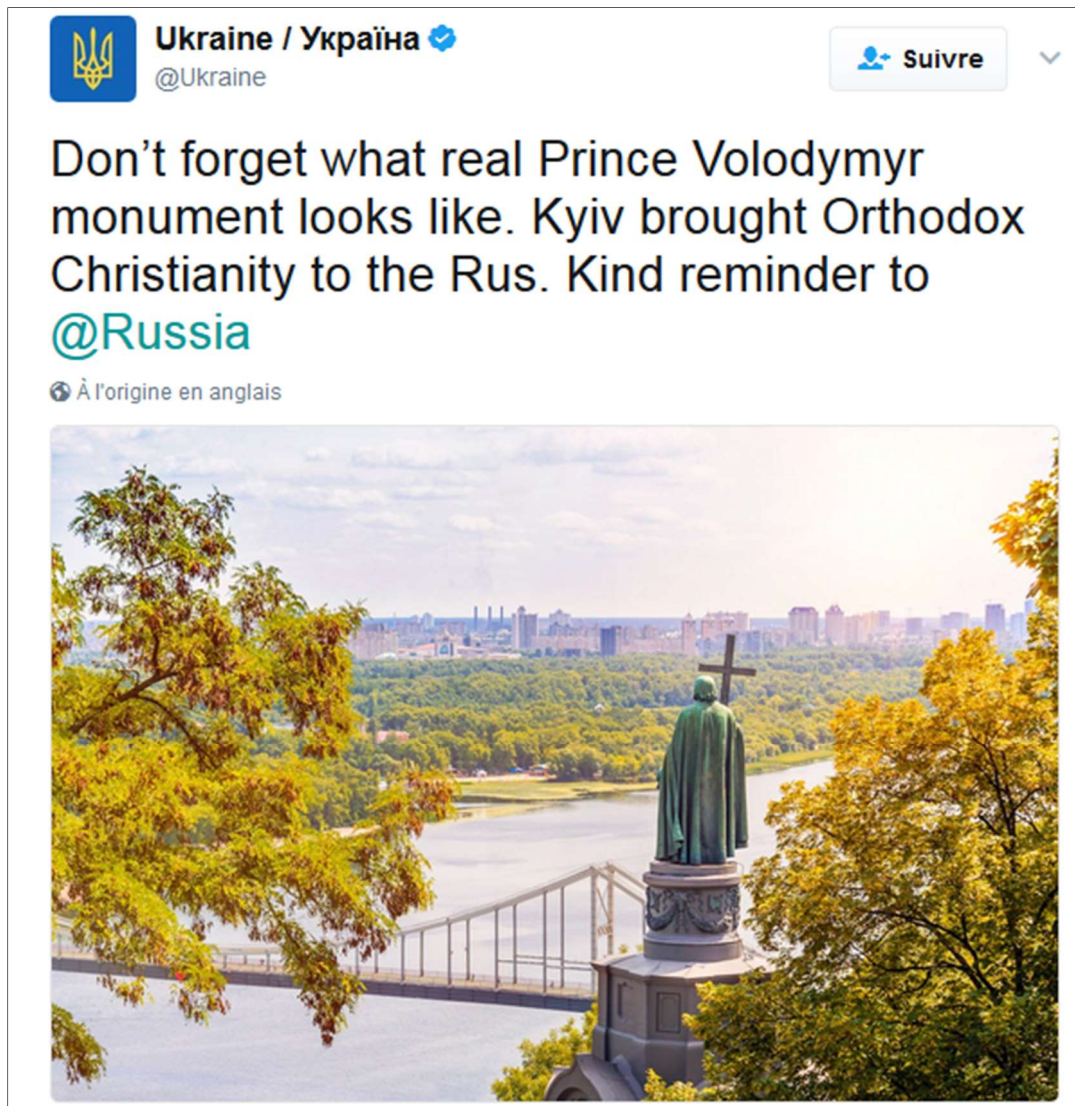 Ukraine / Україна
@Ukraine
Suivre
Don’t forget what real Prince Volodymyr
monument looks like. Kyiv brought Orthodox
Christianity to the Rus. Kind reminder to
@Russia
À l'origine en anglais